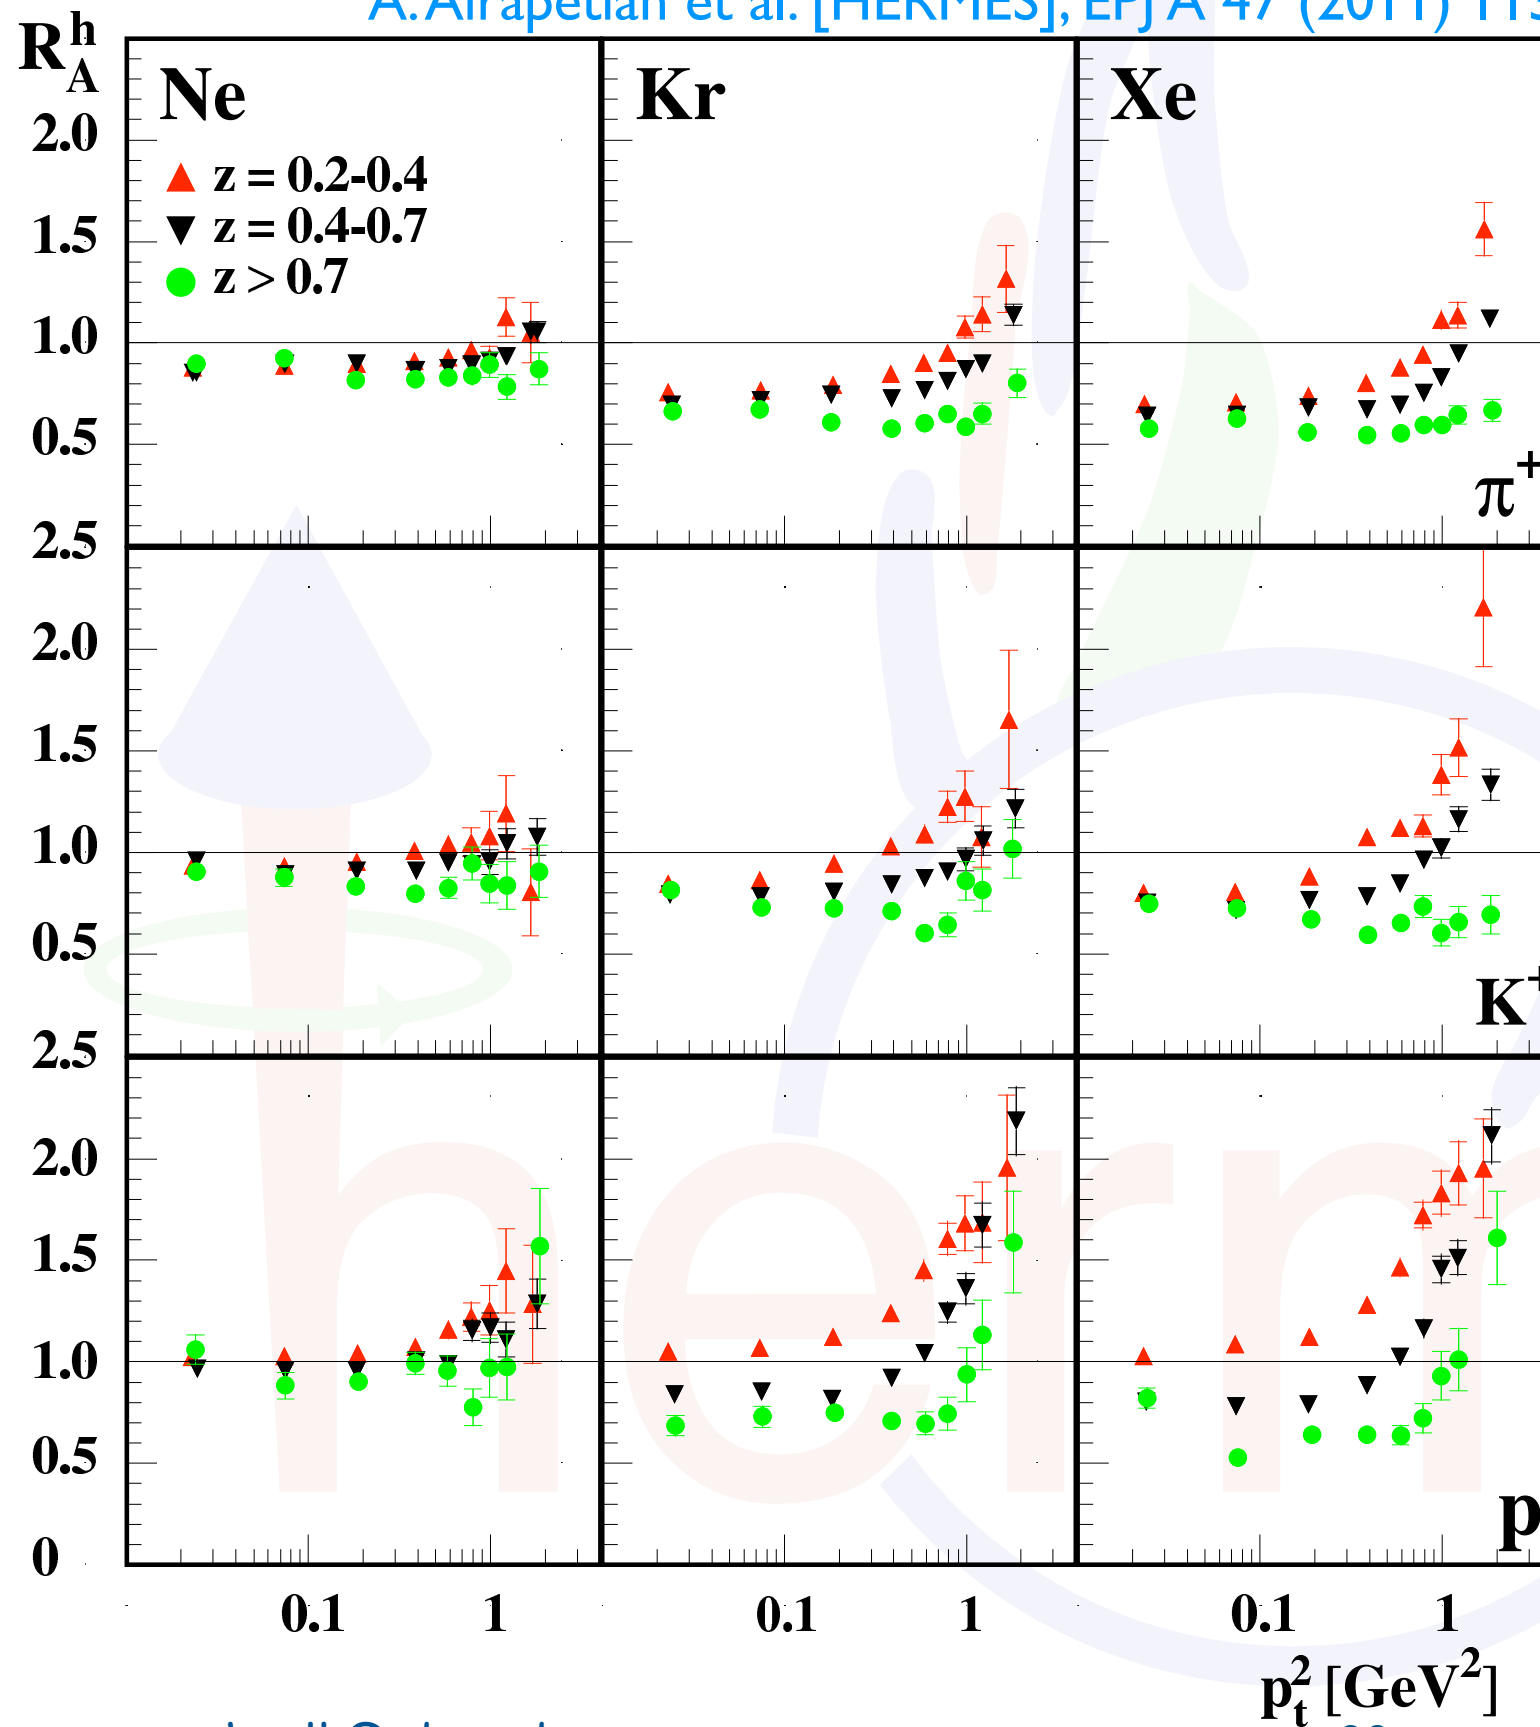 A. Airapetian et al. [HERMES], EPJ A 47 (2011) 113
R_A^h
Ne
Kr
Xe
2.0
z = 0.2-0.4
z = 0.4-0.7
z > 0.7
1.5
1.0
0.5
π+
2.5
2.0
1.5
1.0
0.5
K+
2.5
2.0
1.5
1.0
0.5
p
0
0.1 1 0.1 1 0.1 1
p_t^2 [GeV^2]
herm